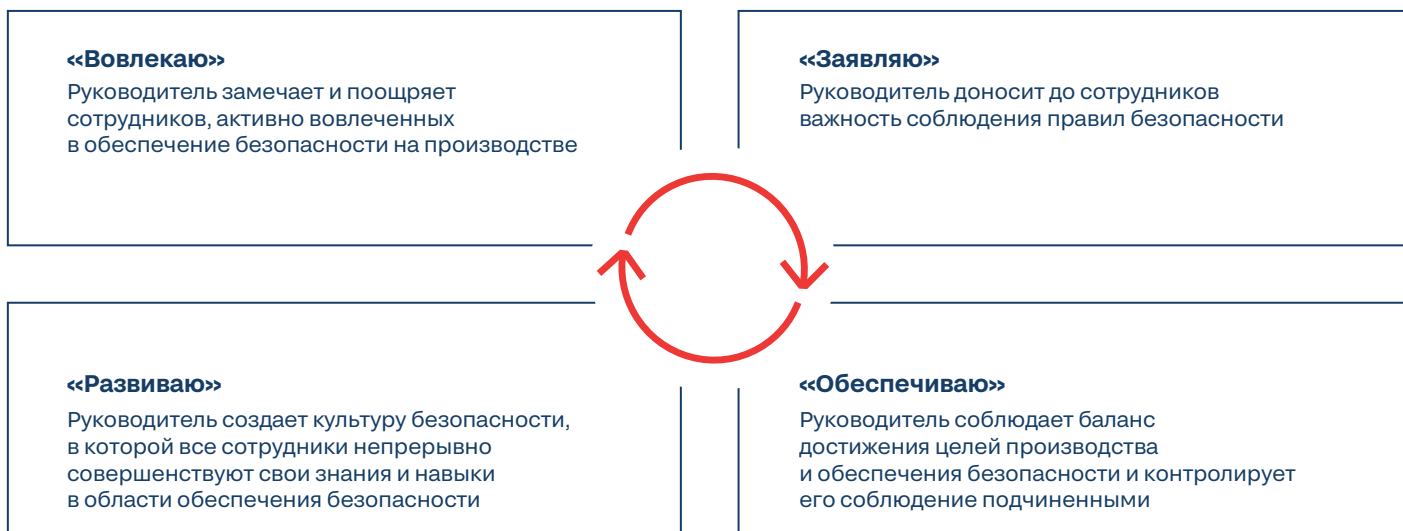 «Вовлекаю»
Руководитель замечает и поощряет
сотрудников, активно вовлеченных
в обеспечение безопасности на производстве
«Заявляю»
Руководитель доносит до сотрудников
важность соблюдения правил безопасности
«Развиваю»
Руководитель создает культуру безопасности,
в которой все сотрудники непрерывно
совершенствуют свои знания и навыки
в области обеспечения безопасности
«Обеспечиваю»
Руководитель соблюдает баланс
достижения целей производства
и обеспечения безопасности и контролирует
его соблюдение подчиненными